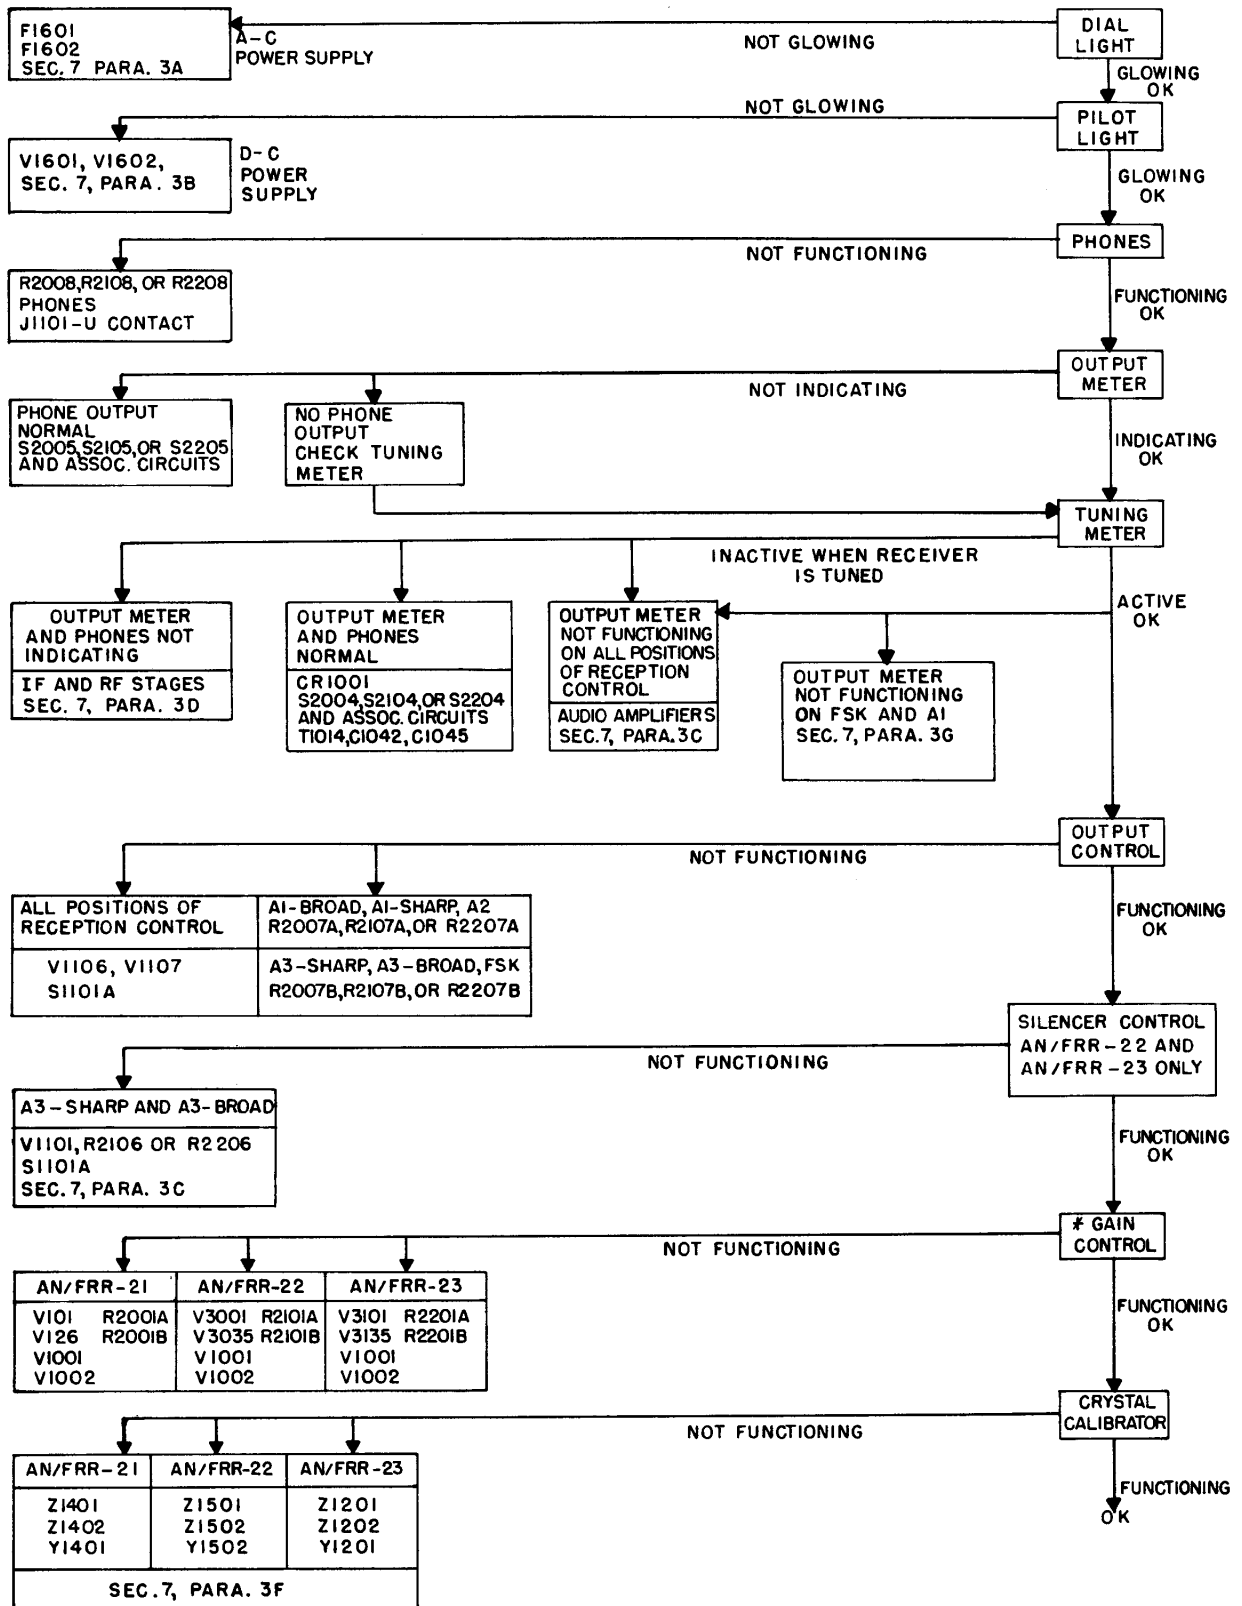 F1601
F1602
SEC. 7 PARA. 3A
A-C
POWER SUPPLY
NOT GLOWING
DIAL
LIGHT
GLOWING
OK
NOT GLOWING
PILOT
LIGHT
V1601, V1602,
SEC. 7, PARA. 3B
D-C
POWER
SUPPLY
GLOWING
OK
NOT FUNCTIONING
PHONES
R2008, R2108, OR R2208
PHONES
J1101-U CONTACT
FUNCTIONING
OK
NOT INDICATING
OUTPUT
METER
PHONE OUTPUT
NORMAL
S2005, S2105, OR S2205
AND ASSOC. CIRCUITS
NO PHONE
OUTPUT
CHECK TUNING
METER
INDICATING
OK
TUNING
METER
INACTIVE WHEN RECEIVER
IS TUNED
ACTIVE
OK
OUTPUT METER
AND PHONES NOT
INDICATING
IF AND RF STAGES
SEC. 7, PARA. 3D
OUTPUT METER
AND PHONES
NORMAL
CR1001
S2004, S2104, OR S2204
AND ASSOC. CIRCUITS
T1014, C1042, C1045
OUTPUT METER
NOT FUNCTIONING
ON ALL POSITIONS
OF RECEPTION
CONTROL
AUDIO AMPLIFIERS
SEC. 7, PARA. 3C
OUTPUT METER
NOT FUNCTIONING
ON FSK AND A1
SEC. 7, PARA. 3G
NOT FUNCTIONING
OUTPUT
CONTROL
ALL POSITIONS OF
RECEPTION CONTROL
V1106, V1107
S1101A
A1-BROAD, A1-SHARP, A2
R2007A, R2107A, OR R2207A
A3-SHARP, A3-BROAD, FSK
R2007B, R2107B, OR R2207B
FUNCTIONING
OK
NOT FUNCTIONING
SILENCER CONTROL
AN/FRR-22 AND
AN/FRR-23 ONLY
A3-SHARP AND A3-BROAD
V1101, R2106 OR R2206
S1101A
SEC. 7, PARA. 3C
FUNCTIONING
OK
NOT FUNCTIONING
* GAIN
CONTROL
AN/FRR-21 AN/FRR-22 AN/FRR-23
V101 R2001A V3001 R2101A V3101 R2201A
V126 R2001B V3035 R2101B V3135 R2201B
V1001 V1001 V1001
V1002 V1002 V1002
FUNCTIONING
OK
NOT FUNCTIONING
CRYSTAL
CALIBRATOR
AN/FRR-21 AN/FRR-22 AN/FRR-23
Z1401 Z1501 Z1201
Z1402 Z1502 Z1202
Y1401 Y1502 Y1201
SEC. 7, PARA. 3F
FUNCTIONING
OK